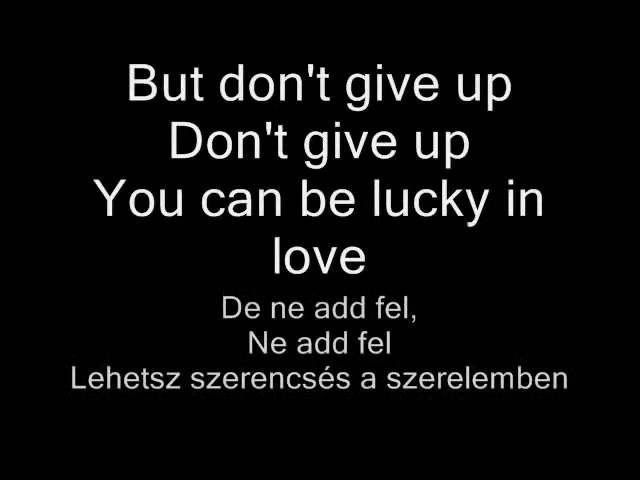 But don't give up
Don't give up
You can be lucky in
love
De ne add fel,
Ne add fel
Lehetsz szerencsés a szerelemben